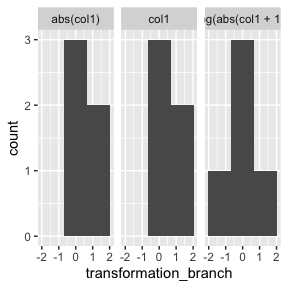 abs(col1) col1 og(abs(col1 + 1
3
2
1
0
count
-2 -1 0 1 2 -2 -1 0 1 2 -2 -1 0 1 2
transformation_branch